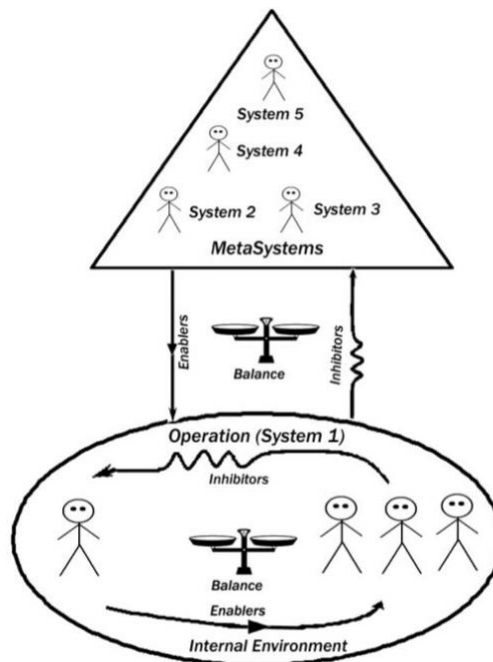 System 5
System 4
System 2
System 3
MetaSystems
Enablers
Balance
Inhibitors
Operation (System 1)
Inhibitors
Balance
Enablers
Internal Environment